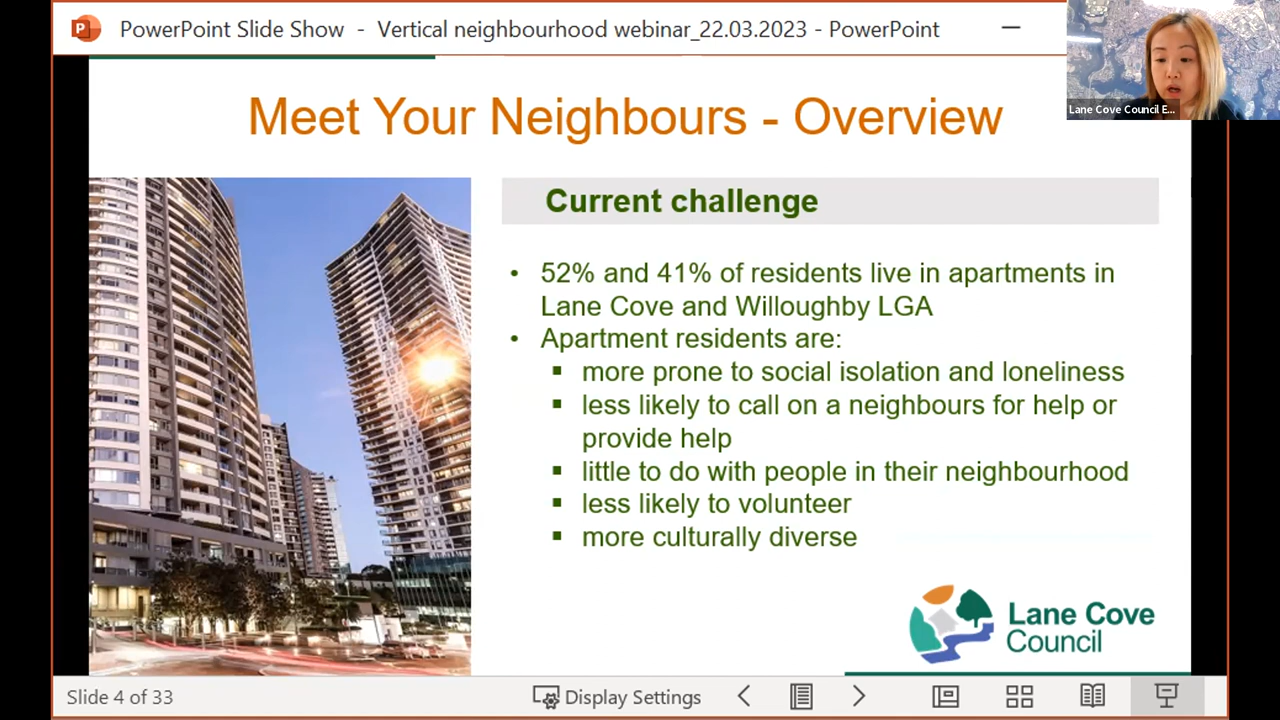 PowerPoint Slide Show - Vertical neighbourhood webinar_22.03.2023 - PowerPoint
Lane Cove Council E...
Meet Your Neighbours - Overview
Current challenge
• 52% and 41% of residents live in apartments in
Lane Cove and Willoughby LGA
• Apartment residents are:
▪ more prone to social isolation and loneliness
▪ less likely to call on a neighbours for help or
provide help
▪ little to do with people in their neighbourhood
▪ less likely to volunteer
▪ more culturally diverse
Lane Cove
Council
Slide 4 of 33
Display Settings